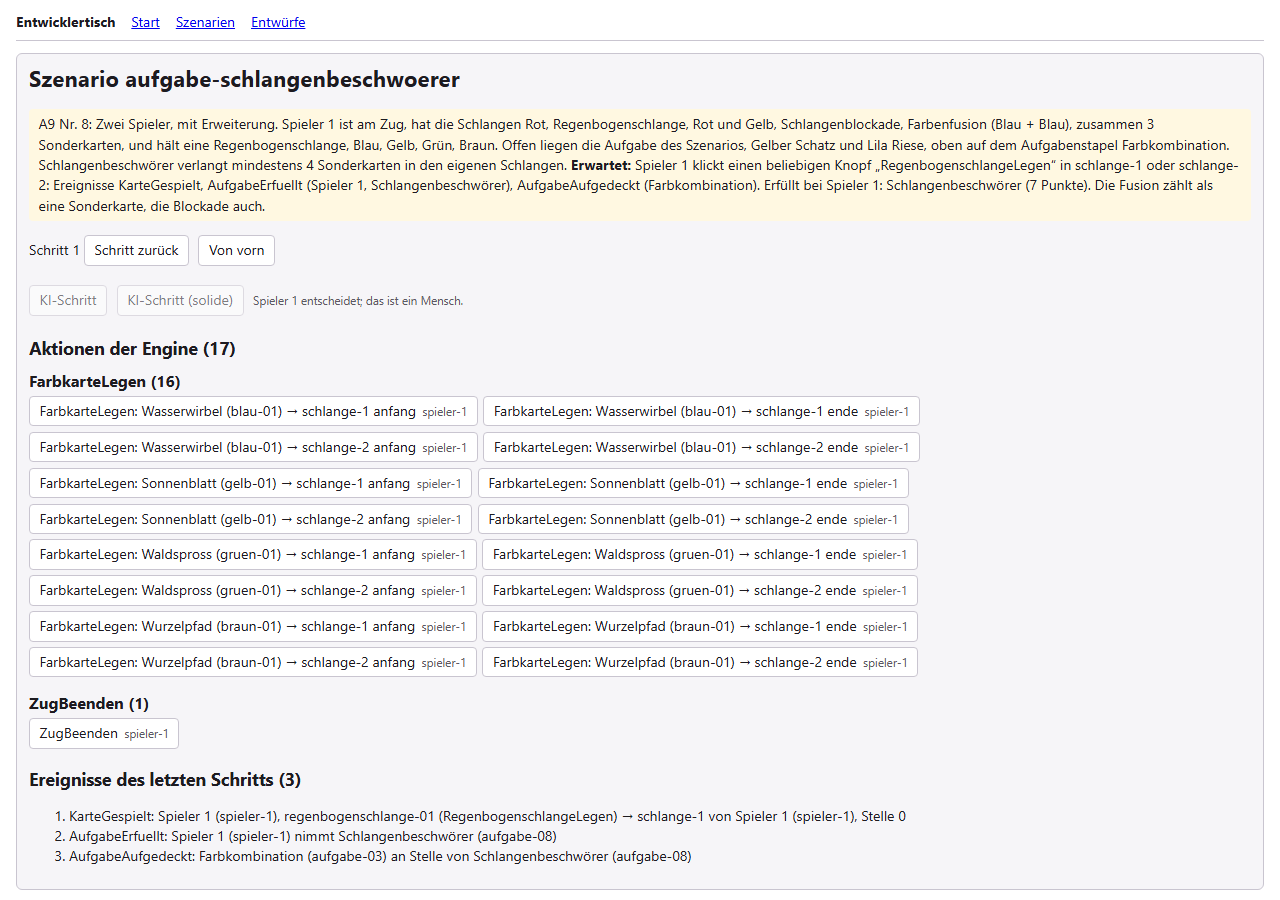 Entwicklertisch Start Szenarien Entwürfe
Szenario aufgabe-schlangenbeschwoerer
A9 Nr. 8: Zwei Spieler, mit Erweiterung. Spieler 1 ist am Zug, hat die Schlangen Rot, Regenbogenschlange, Rot und Gelb, Schlangenblockade, Farbenfusion (Blau + Blau), zusammen 3
Sonderkarten, und hält eine Regenbogenschlange, Blau, Gelb, Grün, Braun. Offen liegen die Aufgabe des Szenarios, Gelber Schatz und Lila Riese, oben auf dem Aufgabenstapel Farbkombination.
Schlangenbeschwörer verlangt mindestens 4 Sonderkarten in den eigenen Schlangen. Erwartet: Spieler 1 klickt einen beliebigen Knopf „RegenbogenschlangeLegen“ in schlange-1 oder schlange-
2: Ereignisse KarteGespielt, AufgabeErfuellt (Spieler 1, Schlangenbeschwörer), AufgabeAufgedeckt (Farbkombination). Erfüllt bei Spieler 1: Schlangenbeschwörer (7 Punkte). Die Fusion zählt als
eine Sonderkarte, die Blockade auch.
Schritt 1 Schritt zurück Von vorn
KI-Schritt KI-Schritt (solide) Spieler 1 entscheidet; das ist ein Mensch.
Aktionen der Engine (17)
FarbkarteLegen (16)
FarbkarteLegen: Wasserwirbel (blau-01) → schlange-1 anfang spieler-1 FarbkarteLegen: Wasserwirbel (blau-01) → schlange-1 ende spieler-1
FarbkarteLegen: Wasserwirbel (blau-01) → schlange-2 anfang spieler-1 FarbkarteLegen: Wasserwirbel (blau-01) → schlange-2 ende spieler-1
FarbkarteLegen: Sonnenblatt (gelb-01) → schlange-1 anfang spieler-1 FarbkarteLegen: Sonnenblatt (gelb-01) → schlange-1 ende spieler-1
FarbkarteLegen: Sonnenblatt (gelb-01) → schlange-2 anfang spieler-1 FarbkarteLegen: Sonnenblatt (gelb-01) → schlange-2 ende spieler-1
FarbkarteLegen: Waldspross (gruen-01) → schlange-1 anfang spieler-1 FarbkarteLegen: Waldspross (gruen-01) → schlange-1 ende spieler-1
FarbkarteLegen: Waldspross (gruen-01) → schlange-2 anfang spieler-1 FarbkarteLegen: Waldspross (gruen-01) → schlange-2 ende spieler-1
FarbkarteLegen: Wurzelpfad (braun-01) → schlange-1 anfang spieler-1 FarbkarteLegen: Wurzelpfad (braun-01) → schlange-1 ende spieler-1
FarbkarteLegen: Wurzelpfad (braun-01) → schlange-2 anfang spieler-1 FarbkarteLegen: Wurzelpfad (braun-01) → schlange-2 ende spieler-1
ZugBeenden (1)
ZugBeenden spieler-1
Ereignisse des letzten Schritts (3)
1. KarteGespielt: Spieler 1 (spieler-1), regenbogenschlange-01 (RegenbogenschlangeLegen) → schlange-1 von Spieler 1 (spieler-1), Stelle 0
2. AufgabeErfuellt: Spieler 1 (spieler-1) nimmt Schlangenbeschwörer (aufgabe-08)
3. AufgabeAufgedeckt: Farbkombination (aufgabe-03) an Stelle von Schlangenbeschwörer (aufgabe-08)